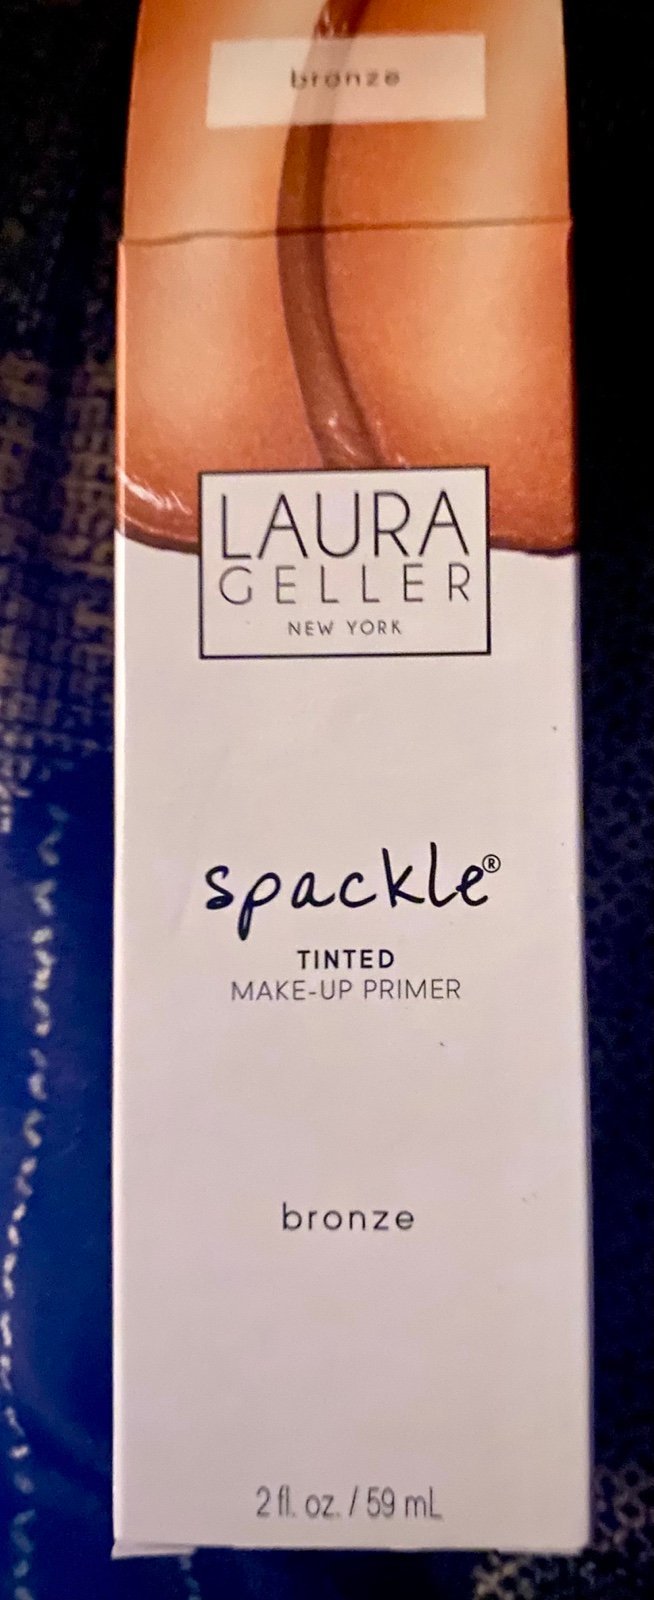 bronze
LAURA
GELLER
NEW YORK
spackle®
TINTED
MAKE-UP PRIMER
bronze
2 fl. oz. / 59 mL